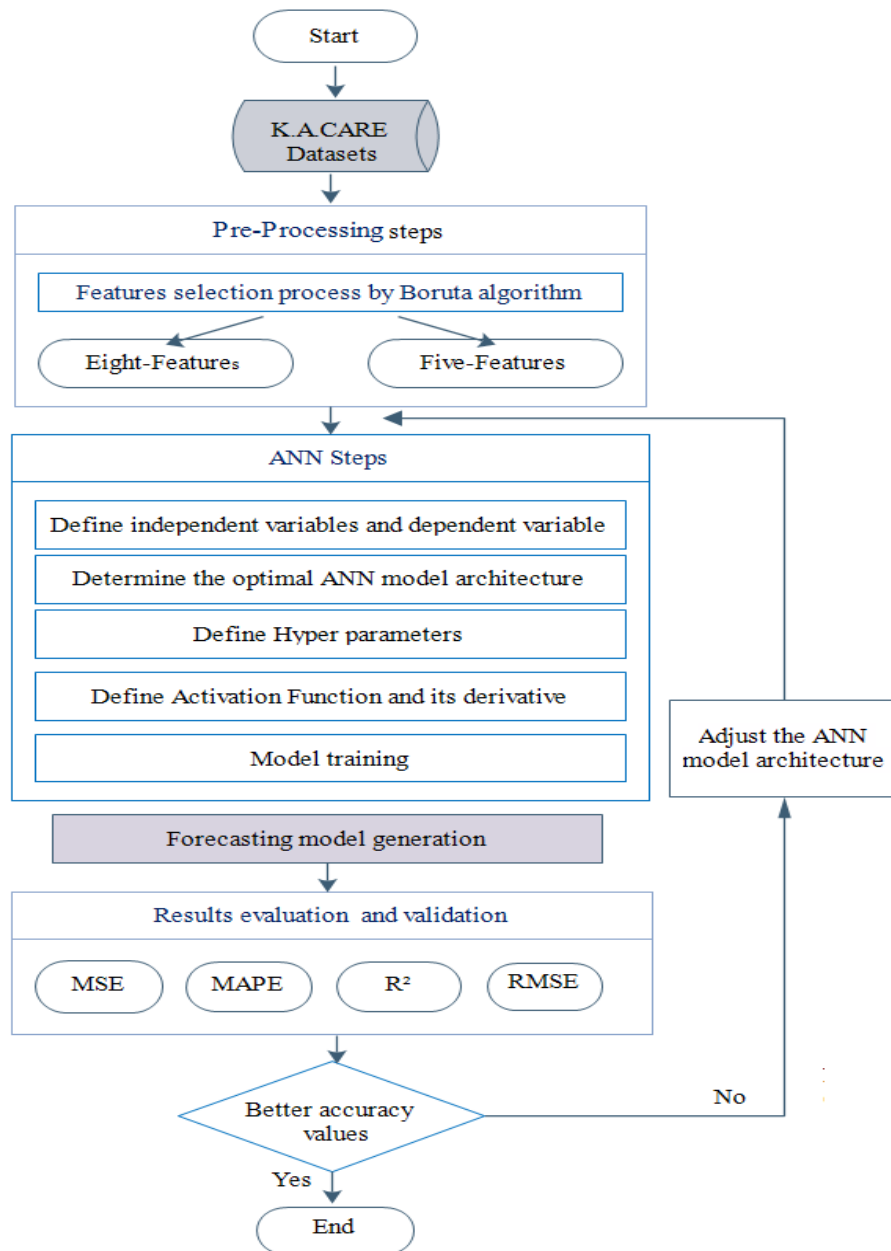 Start
K.A.CARE
Datasets
Pre-Processing steps
Features selection process by Boruta algorithm
Eight-Features
Five-Features
ANN Steps
Define independent variables and dependent variable
Determine the optimal ANN model architecture
Define Hyper parameters
Define Activation Function and its derivative
Model training
Adjust the ANN
model architecture
Forecasting model generation
Results evaluation and validation
MSE
MAPE
R²
RMSE
Better accuracy
values
No
Yes
End